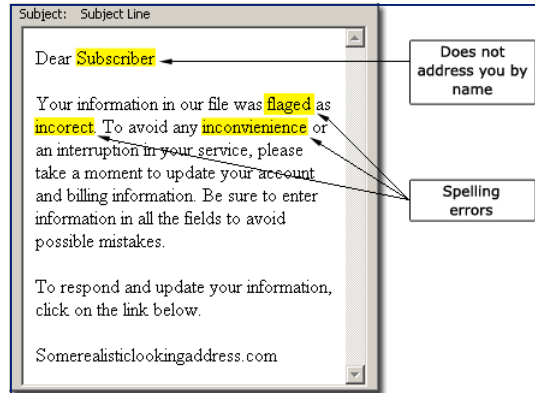 Subject: Subject Line
Dear Subscriber
Your information in our file was flaged as
incorect. To avoid any inconvienience or
an interruption in your service, please
take a moment to update your account
and billing information. Be sure to enter
information in all the fields to avoid
possible mistakes.
To respond and update your information,
click on the link below.
Somerealisticlookingaddress.com
Does not
address you by
name
Spelling
errors